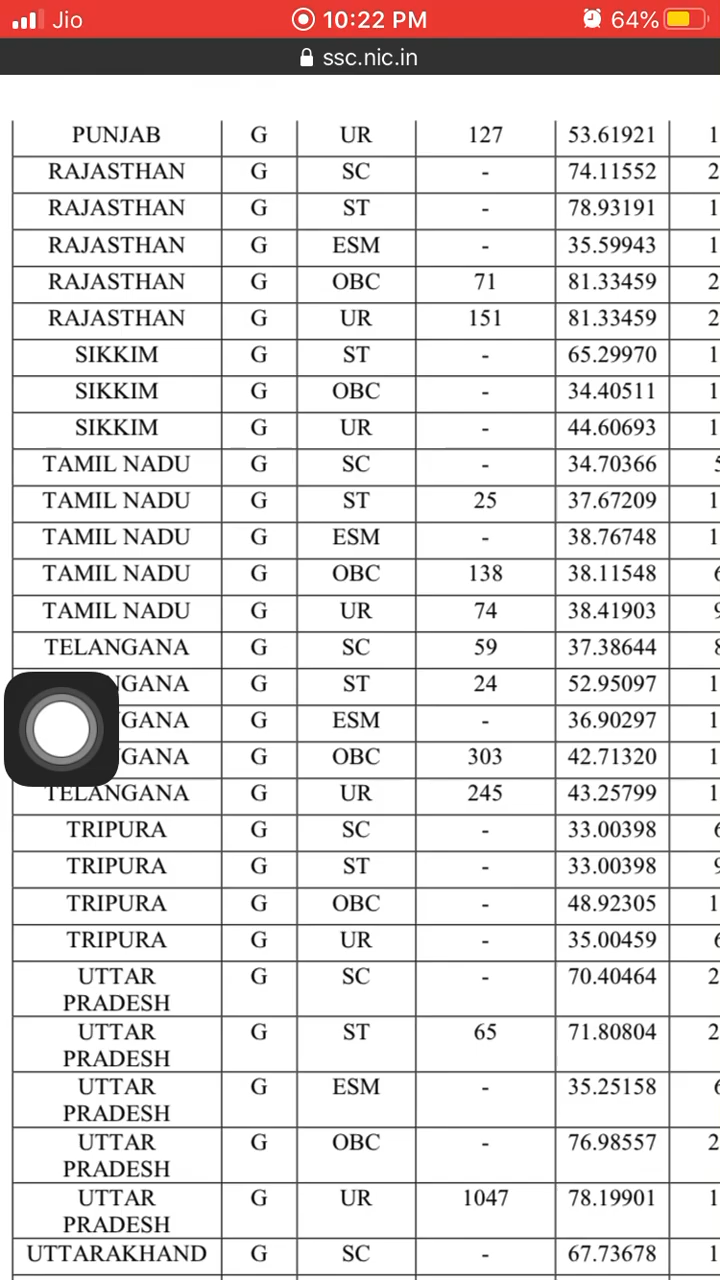 Jio 10:22 PM 64%
ssc.nic.in
PUNJAB G UR 127 53.61921 1
RAJASTHAN G SC - 74.11552 2
RAJASTHAN G ST - 78.93191 1
RAJASTHAN G ESM - 35.59943 1
RAJASTHAN G OBC 71 81.33459 2
RAJASTHAN G UR 151 81.33459 2
SIKKIM G ST - 65.29970 1
SIKKIM G OBC - 34.40511 1
SIKKIM G UR - 44.60693 1
TAMIL NADU G SC - 34.70366
TAMIL NADU G ST 25 37.67209 1
TAMIL NADU G ESM - 38.76748 1
TAMIL NADU G OBC 138 38.11548
TAMIL NADU G UR 74 38.41903
TELANGANA G SC 59 37.38644
NGANA G ST 24 52.95097 1
GANA G ESM - 36.90297 1
GANA G OBC 303 42.71320 1
TELANGANA G UR 245 43.25799 1
TRIPURA G SC - 33.00398
TRIPURA G ST - 33.00398
TRIPURA G OBC - 48.92305 1
TRIPURA G UR - 35.00459
UTTAR G SC - 70.40464 2
PRADESH
UTTAR G ST 65 71.80804 2
PRADESH
UTTAR G ESM - 35.25158
PRADESH
UTTAR G OBC - 76.98557 2
PRADESH
UTTAR G UR 1047 78.19901 1
PRADESH
UTTARAKHAND G SC - 67.73678 1